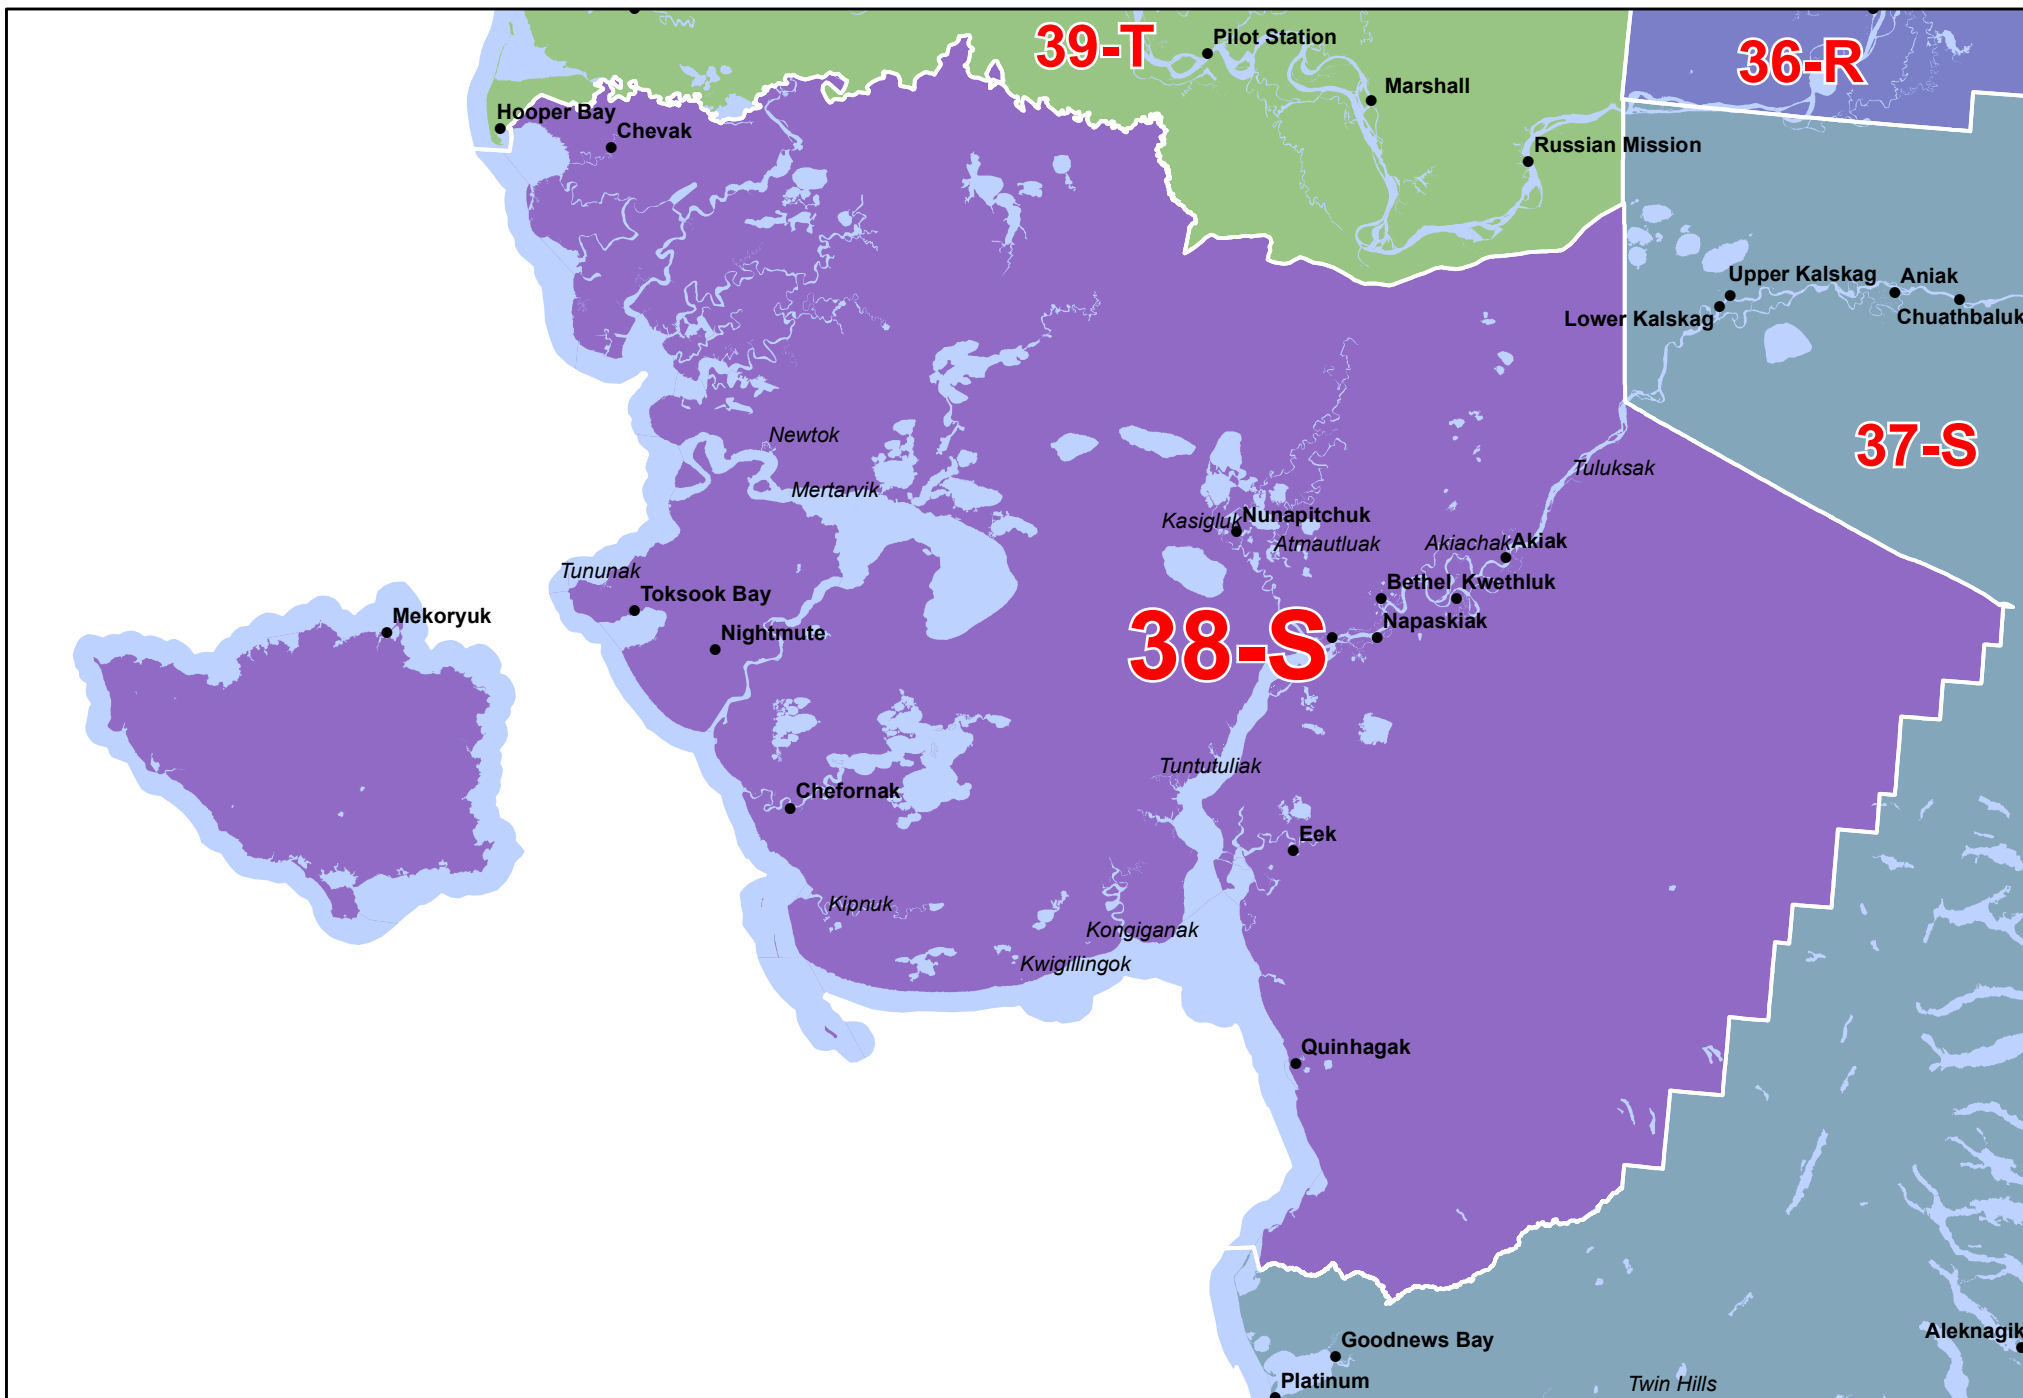 39-T
Pilot Station
36-R
Marshall
Hooper Bay
Chevak
Russian Mission
Upper Kalskag
Aniak
Lower Kalskag
Chuathbaluk
37-S
Newtok
Mertarvik
Tuluksak
Kasigluk
Nunapitchuk
Atmautluak
Akiachak
Akiak
Tununak
Toksook Bay
Bethel
Kwethluk
Mekoryuk
Nightmute
38-S
Napaskiak
Tuntutuliak
Chefornak
Eek
Kipnuk
Kongiganak
Kwigillingok
Quinhagak
Goodnews Bay
Aleknagik
Platinum
Twin Hills